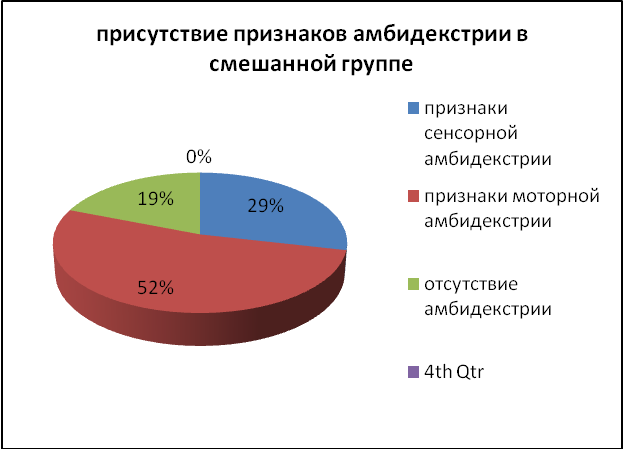 присутствие признаков амбидекстрии в
смешанной группе
0%
19%
29%
52%
признаки
сенсорной
амбидекстрии
признаки моторной
амбидекстрии
отсутствие
амбидекстрии
4th Qtr